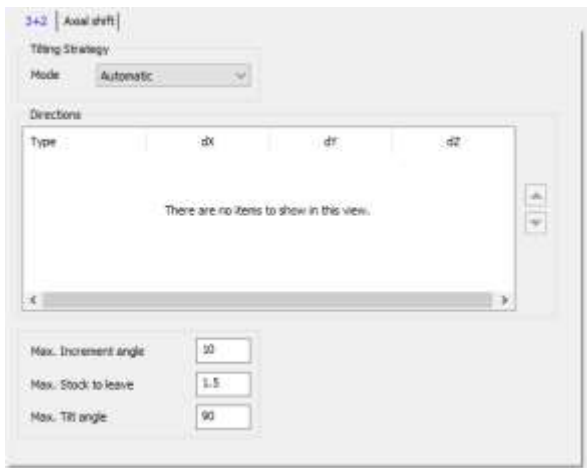 3+2 Axial shift
Tilting Strategy
Mode Automatic
Directions
Type dX dY dZ
There are no items to show in this view.
Max. Increment angle 10
Max. Stock to leave 1.5
Max. Tilt angle 90